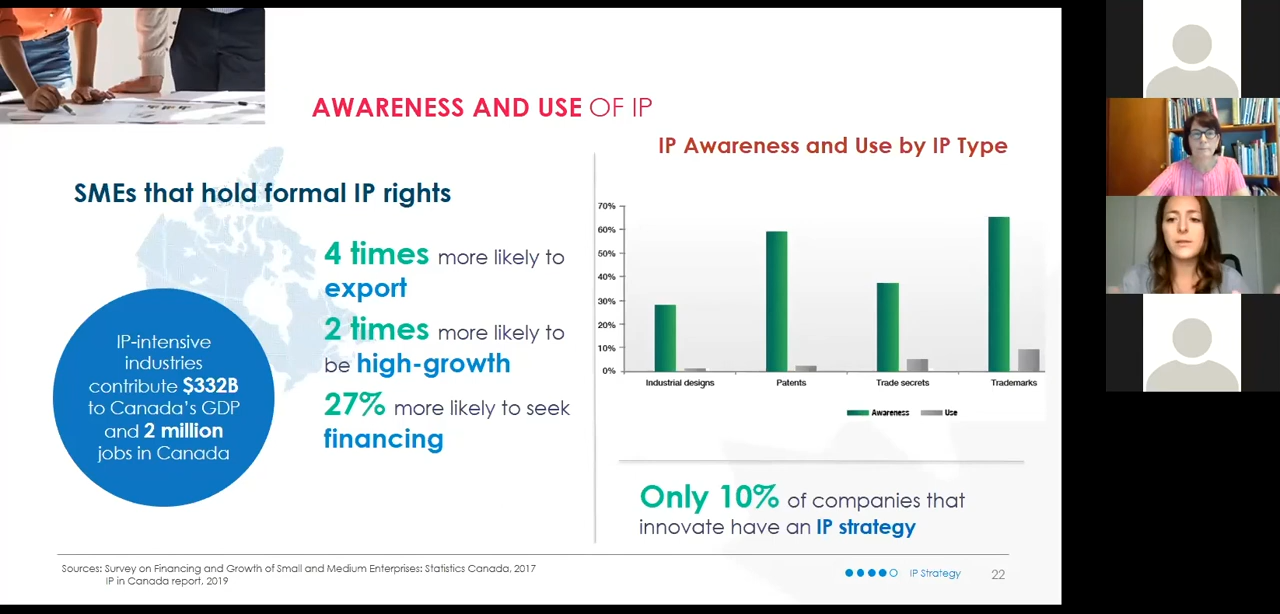 AWARENESS AND USE OF IP
SMEs that hold formal IP rights
IP-intensive
industries
contribute $332B
to Canada's GDP
and 2 million
jobs in Canada
4 times more likely to
export
2 times more likely to
be high-growth
27% more likely to seek
financing
IP Awareness and Use by IP Type
70%
60%
50%
40%
30%
20%
10%
0%
Industrial designs
Patents
Trade secrets
Trademarks
Awareness
Use
Only 10% of companies that
innovate have an IP strategy
Sources: Survey on Financing and Growth of Small and Medium Enterprises: Statistics Canada, 2017
IP in Canada report, 2019
IP Strategy
22